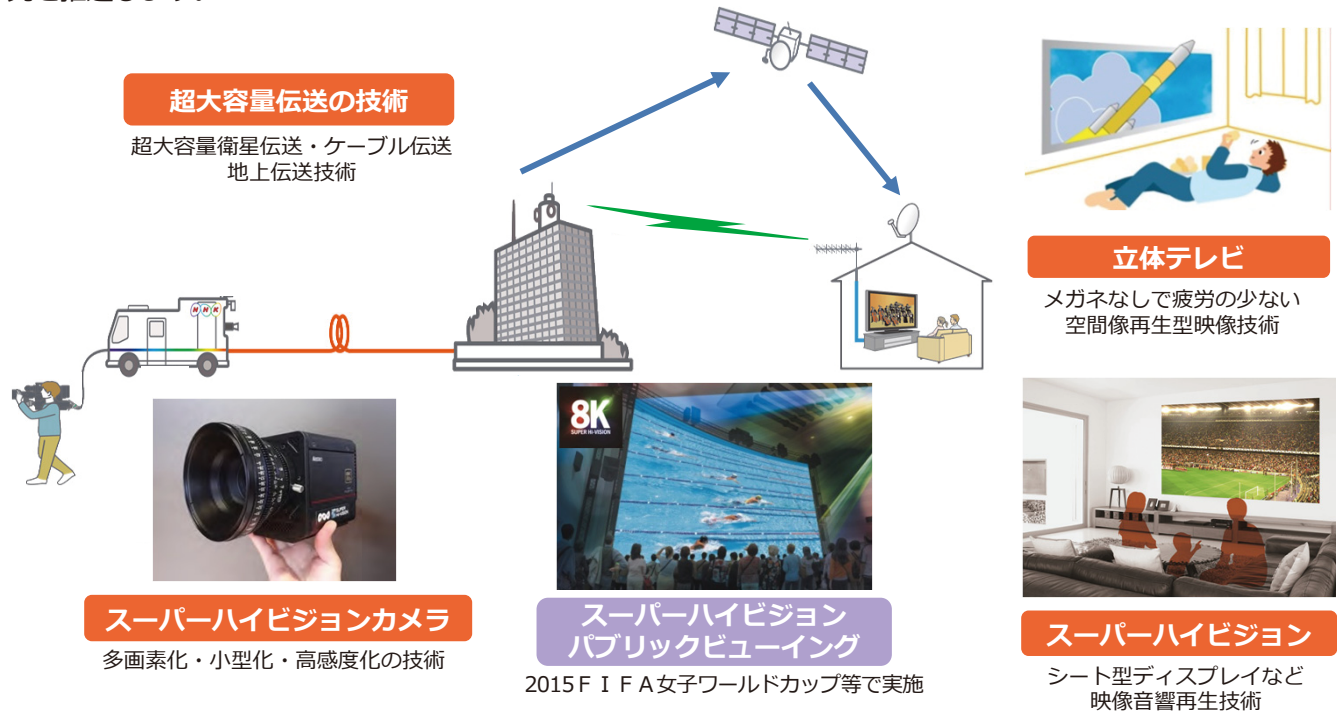 超大容量伝送の技術
超大容量衛星伝送・ケーブル伝送
地上伝送技術
立体テレビ
メガネなしで疲労の少ない
空間像再生型映像技術
NHK
8K
SUPER Hi-VISION
スーパーハイビジョンカメラ
多画素化・小型化・高感度化の技術
スーパーハイビジョン
パブリックビューイング
2015ＦＩＦＡ女子ワールドカップ等で実施
スーパーハイビジョン
シート型ディスプレイなど
映像音響再生技術